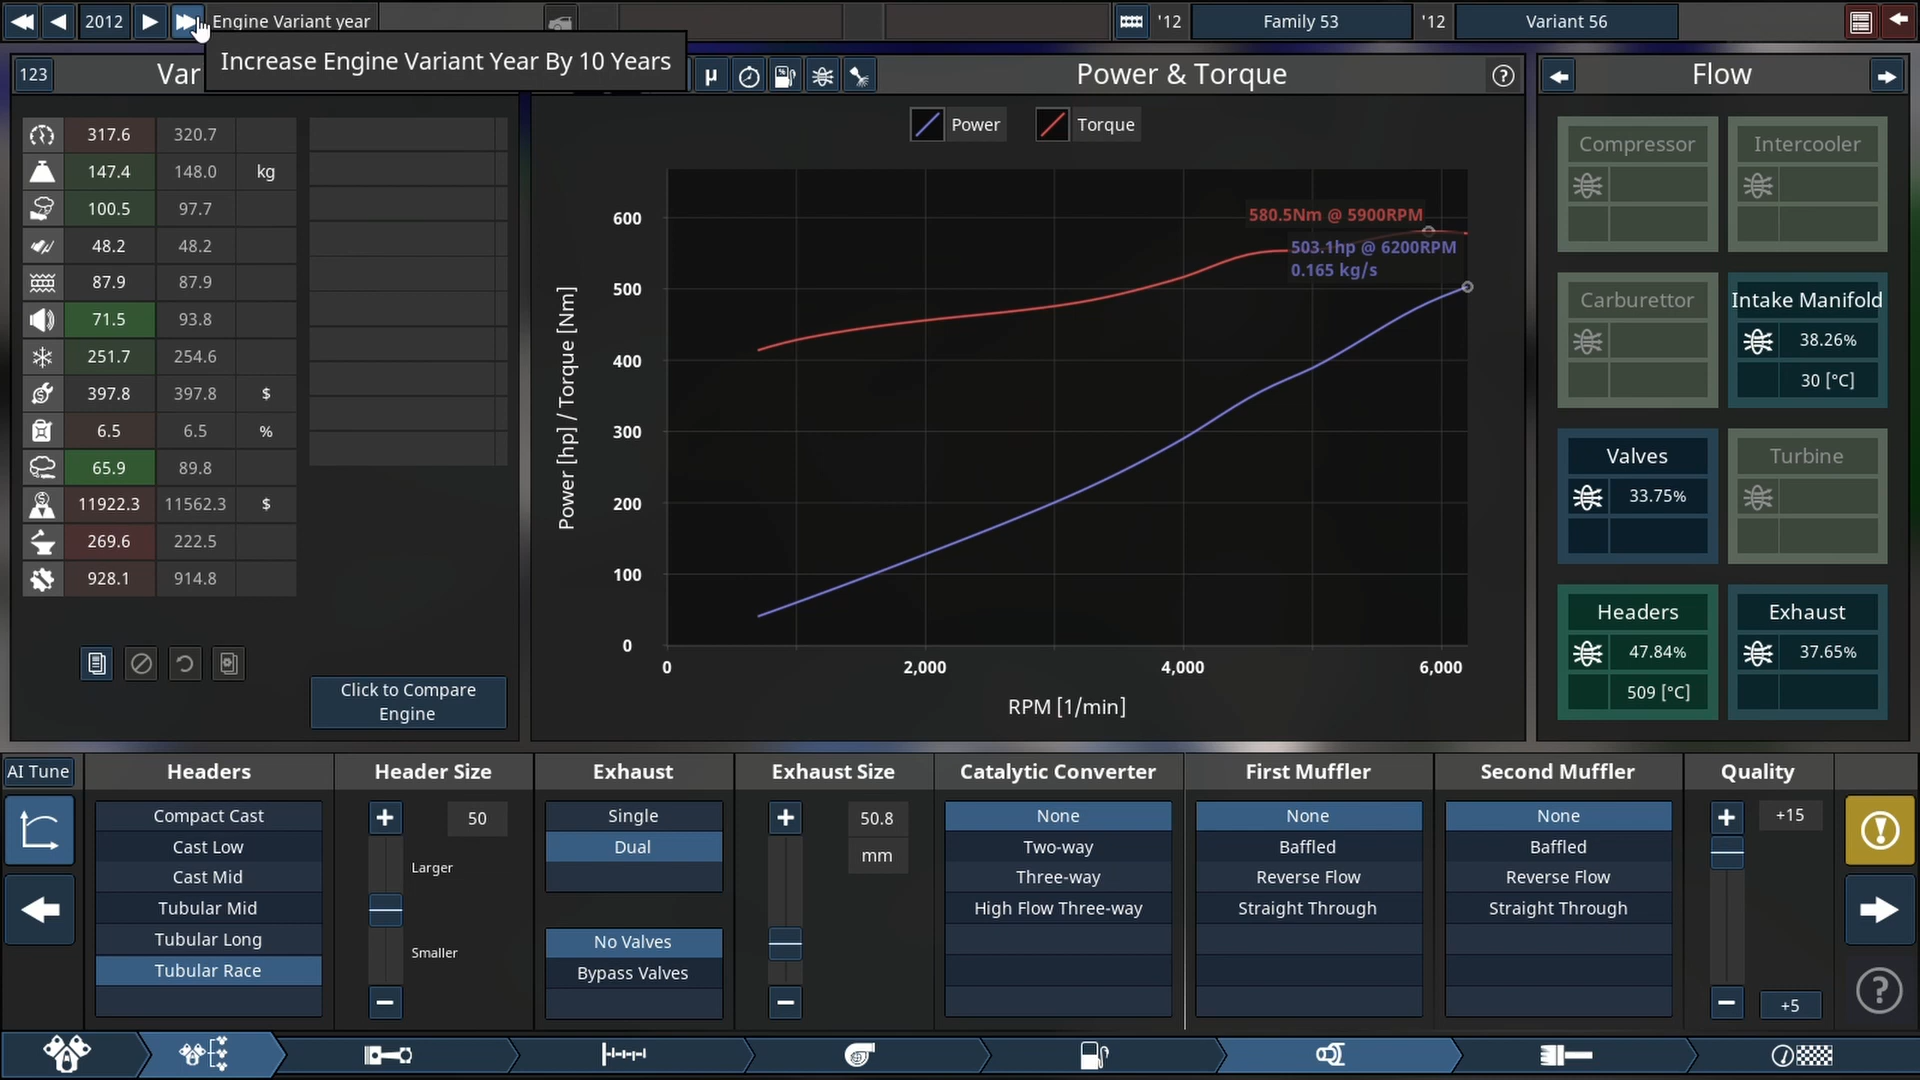 2012
Engine Variant year
'12
Family 53
'12
Variant 56
Increase Engine Variant Year By 10 Years
123
Var
µ
Power & Torque
?
Flow
317.6 320.7
147.4 148.0 kg
100.5 97.7
48.2 48.2
87.9 87.9
71.5 93.8
251.7 254.6
397.8 397.8 $
6.5 6.5 %
65.9 89.8
11922.3 11562.3 $
269.6 222.5
928.1 914.8
Click to Compare
Engine
Power
Torque
Power [hp] / Torque [Nm]
600
500
400
300
200
100
0
580.5Nm @ 5900RPM
503.1hp @ 6200RPM
0.165 kg/s
0
2,000
4,000
6,000
RPM [1/min]
Compressor
Intercooler
Carburettor
Intake Manifold
38.26%
30 [°C]
Valves
33.75%
Turbine
Headers
47.84%
509 [°C]
Exhaust
37.65%
AI Tune
Headers
Compact Cast
Cast Low
Cast Mid
Tubular Mid
Tubular Long
Tubular Race
Header Size
50
Larger
Smaller
Exhaust
Single
Dual
No Valves
Bypass Valves
Exhaust Size
50.8
mm
Catalytic Converter
None
Two-way
Three-way
High Flow Three-way
First Muffler
None
Baffled
Reverse Flow
Straight Through
Second Muffler
None
Baffled
Reverse Flow
Straight Through
Quality
+15
+5
?